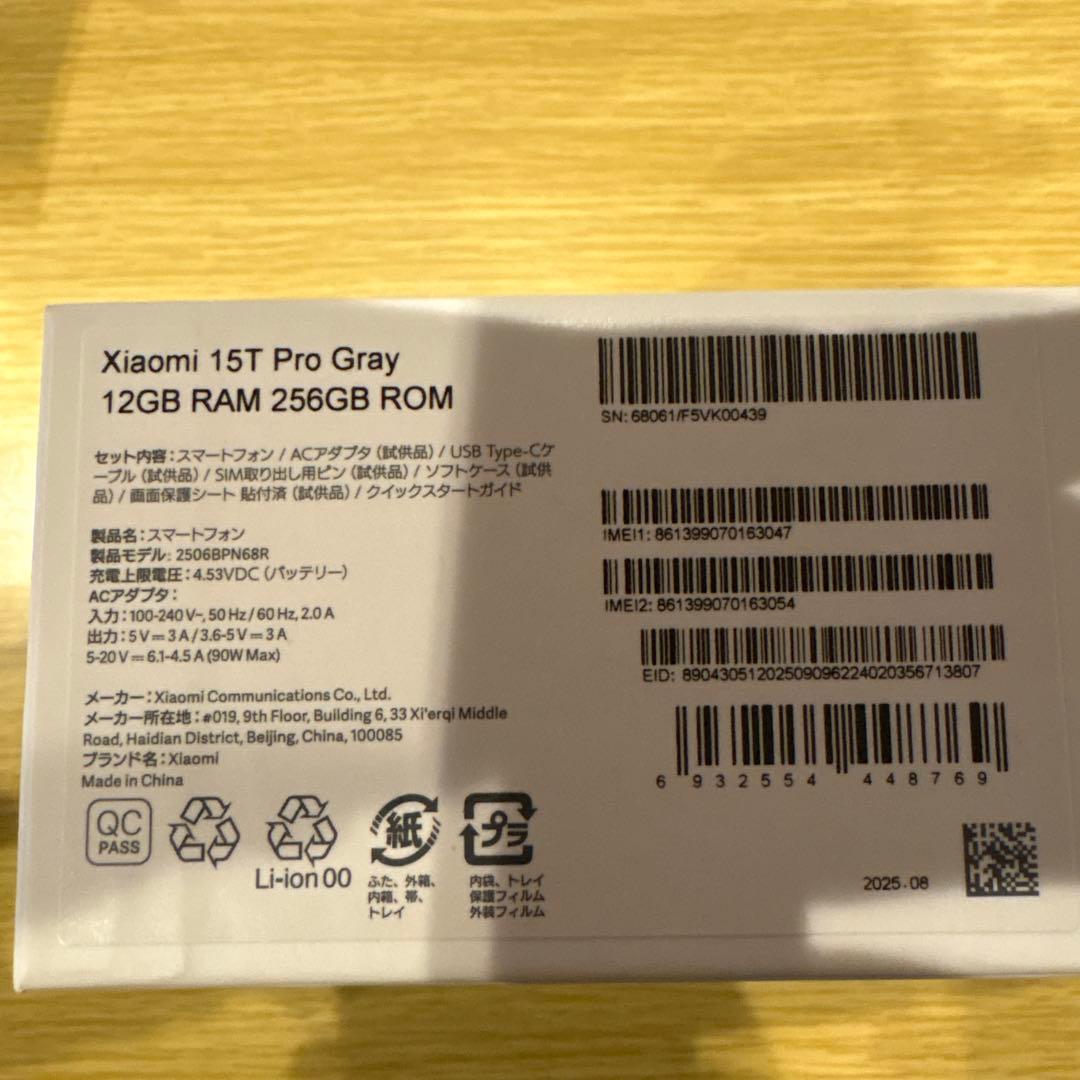 Xiaomi 15T Pro Gray
12GB RAM 256GB ROM
セット内容：スマートフォン / ACアダプタ（試供品）/ USB Type-Cケ
ーブル（試供品）/ SIM取り出し用ピン（試供品）/ ソフトケース（試供
品）/ 画面保護シート 貼付済（試供品）/ クイックスタートガイド
製品名：スマートフォン
製品モデル：2506BPN68R
充電上限電圧：4.53VDC（バッテリー）
ACアダプタ：
入力：100-240 V~, 50 Hz / 60 Hz, 2.0 A
出力：5 V⎓3 A / 3.6-5 V⎓3 A
5-20 V⎓6.1-4.5 A (90W Max)
メーカー：Xiaomi Communications Co., Ltd.
メーカー所在地：#019, 9th Floor, Building 6, 33 Xi'erqi Middle
Road, Haidian District, Beijing, China, 100085
ブランド名：Xiaomi
Made in China
QC
PASS
Li-ion 00
紙
ふた、外箱、
内箱、帯、
トレイ
プラ
内袋、トレイ
保護フィルム
外装フィルム
SN: 68061/F5VK00439
IMEI1: 861399070163047
IMEI2: 861399070163054
EID: 89043051202509096224020356713807
6 932554 448769
2025.08